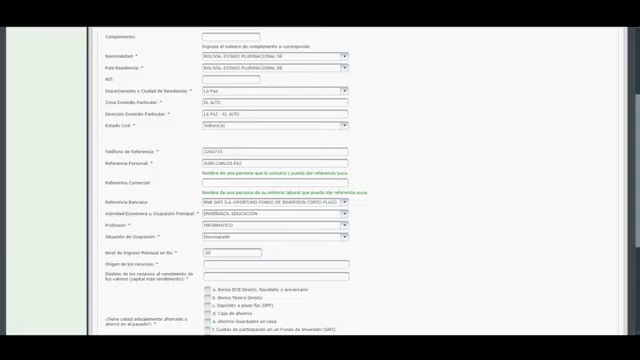 Complemento:
Ingrese el número de complemento si corresponde
Nacionalidad: * BOLIVIA, ESTADO PLURINACIONAL DE
País Residencia: * BOLIVIA, ESTADO PLURINACIONAL DE
NIT:
Departamento o Ciudad de Residencia: * La Paz
Zona Domicilio Particular: * EL ALTO
Dirección Domicilio Particular: * LA PAZ - EL ALTO
Estado Civil: * Soltero(a)
Teléfono de Referencia: *
Referencia Personal: * JUAN CARLOS PAZ
Nombre de una persona que lo conozca y pueda dar referencia suya.
Referencia Comercial: *
Nombre de una persona de su entorno laboral que pueda dar referencia suya.
Referencia Bancaria: * BNB SAFI S.A.-OPORTUNO FONDO DE INVERSION CORTO PLAZO
Actividad Económica u Ocupación Principal: * ENSEÑANZA, EDUCACIÓN
Profesión: * INFORMATICO
Situación de Ocupación: * Desocupado
Nivel de Ingreso Mensual en Bs: *
Origen de los recursos: *
Destino de los recursos al vencimiento de
los valores (capital más rendimiento): *
a. Bonos BCB Directo, Navideño o Aniversario
b. Bonos Tesoro Directo
c. Depósito a plazo fijo (DPF)
d. Caja de ahorros
¿Tiene usted actualmente ahorrado o e. Ahorros Guardados en casa
ahorró en el pasado?: * f. Cuotas de participación en un Fondo de Inversión (SAFI)